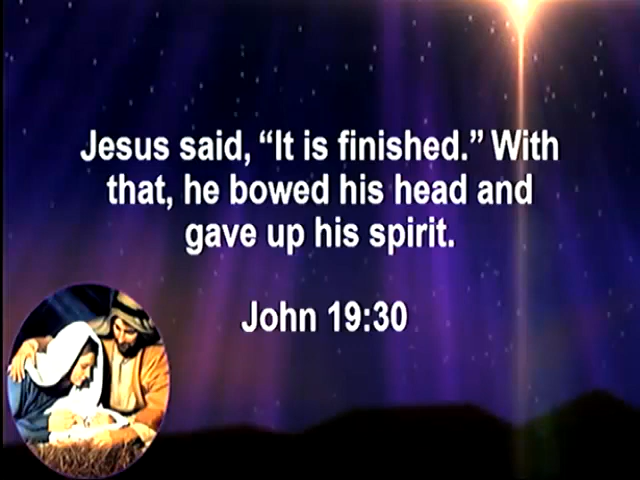 Jesus said, “It is finished.” With
that, he bowed his head and
gave up his spirit.
John 19:30